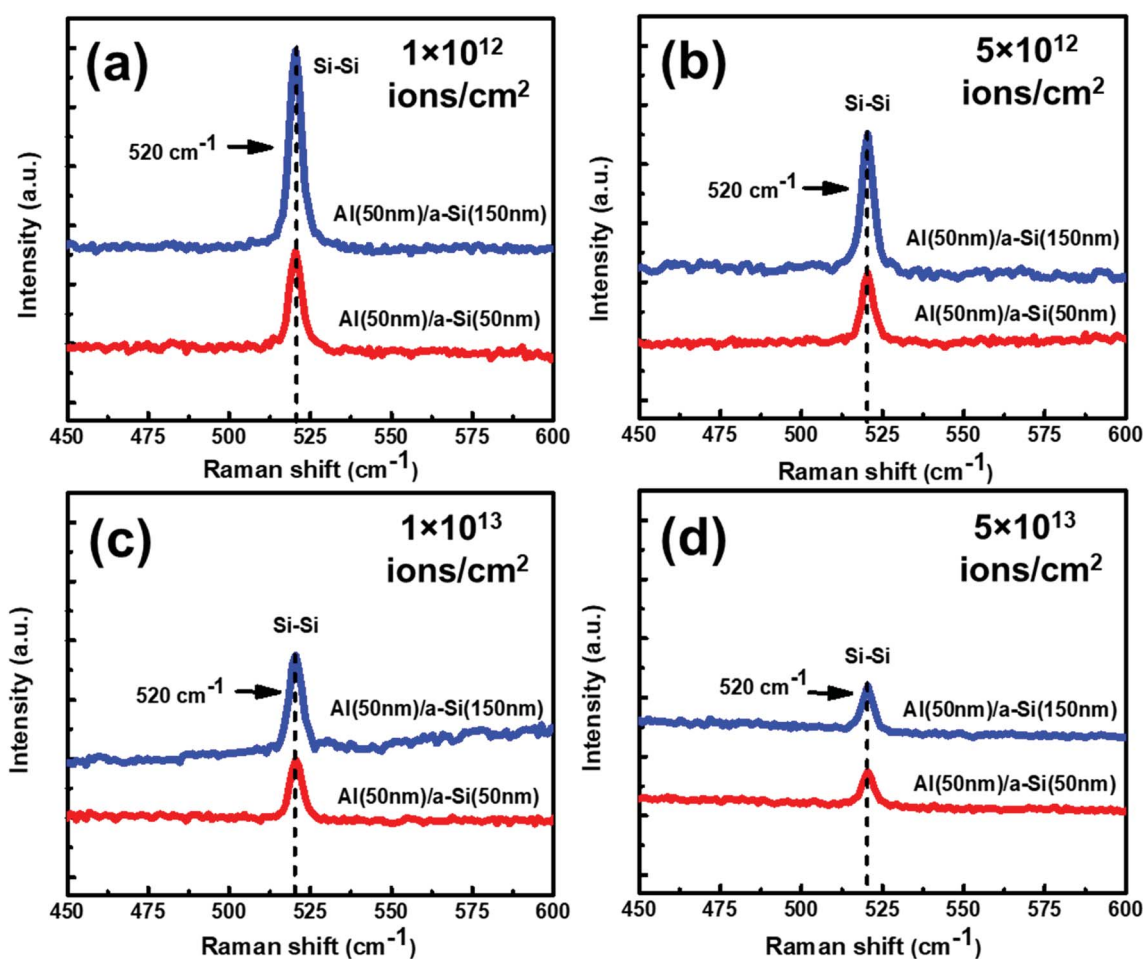 (a)
1×10¹²
ions/cm²
Si-Si
520 cm⁻¹
Al(50nm)/a-Si(150nm)
Al(50nm)/a-Si(50nm)
Intensity (a.u.)
450 475 500 525 550 575 600
Raman shift (cm⁻¹)
(b)
5×10¹²
ions/cm²
Si-Si
520 cm⁻¹
Al(50nm)/a-Si(150nm)
Al(50nm)/a-Si(50nm)
Intensity (a.u.)
450 475 500 525 550 575 600
Raman shift (cm⁻¹)
(c)
1×10¹³
ions/cm²
Si-Si
520 cm⁻¹
Al(50nm)/a-Si(150nm)
Al(50nm)/a-Si(50nm)
Intensity (a.u.)
450 475 500 525 550 575 600
Raman shift (cm⁻¹)
(d)
5×10¹³
ions/cm²
Si-Si
520 cm⁻¹
Al(50nm)/a-Si(150nm)
Al(50nm)/a-Si(50nm)
Intensity (a.u.)
450 475 500 525 550 575 600
Raman shift (cm⁻¹)